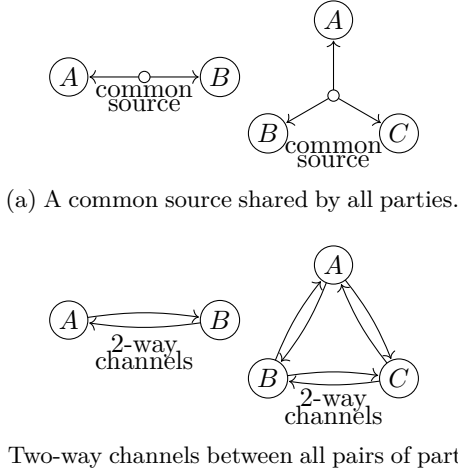 A
A
B
common
source
B
C
common
source
(a) A common source shared by all parties.
A
A
B
2-way
channels
B
C
2-way
channels
Two-way channels between all pairs of part